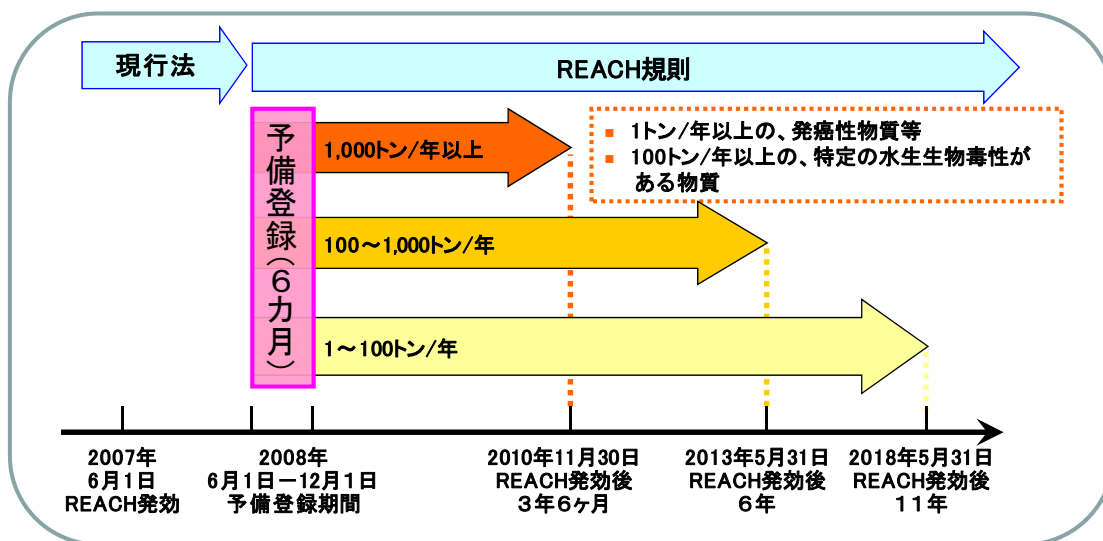 現行法
REACH規則
予備登録(6カ月)
1,000トン/年以上
▪ 1トン/年以上の、発癌性物質等
▪ 100トン/年以上の、特定の水生生物毒性が
ある物質
100～1,000トン/年
1～100トン/年
2007年
6月1日
REACH発効
2008年
6月1日－12月1日
予備登録期間
2010年11月30日
REACH発効後
３年６ヶ月
2013年5月31日
REACH発効後
６年
2018年5月31日
REACH発効後
１１年